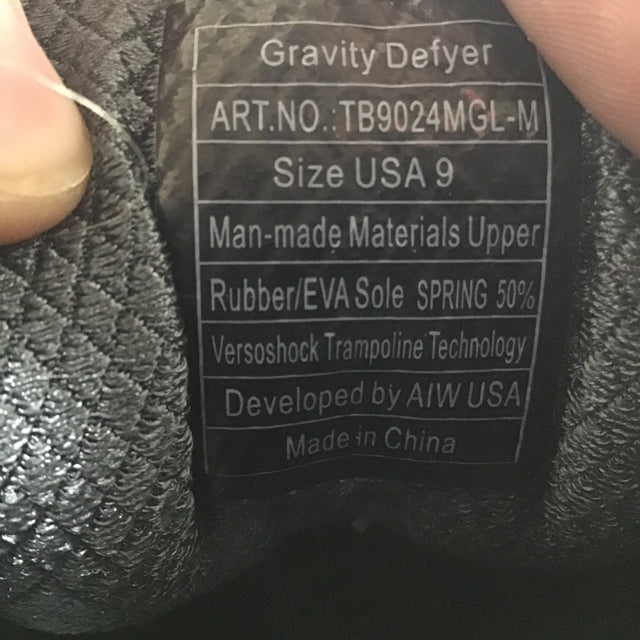 Gravity Defyer
ART.NO.:TB9024MGL-M
Size USA 9
Man-made Materials Upper
Rubber/EVA Sole SPRING 50%
Versoshock Trampoline Technology
Developed by AIW USA
Made in China